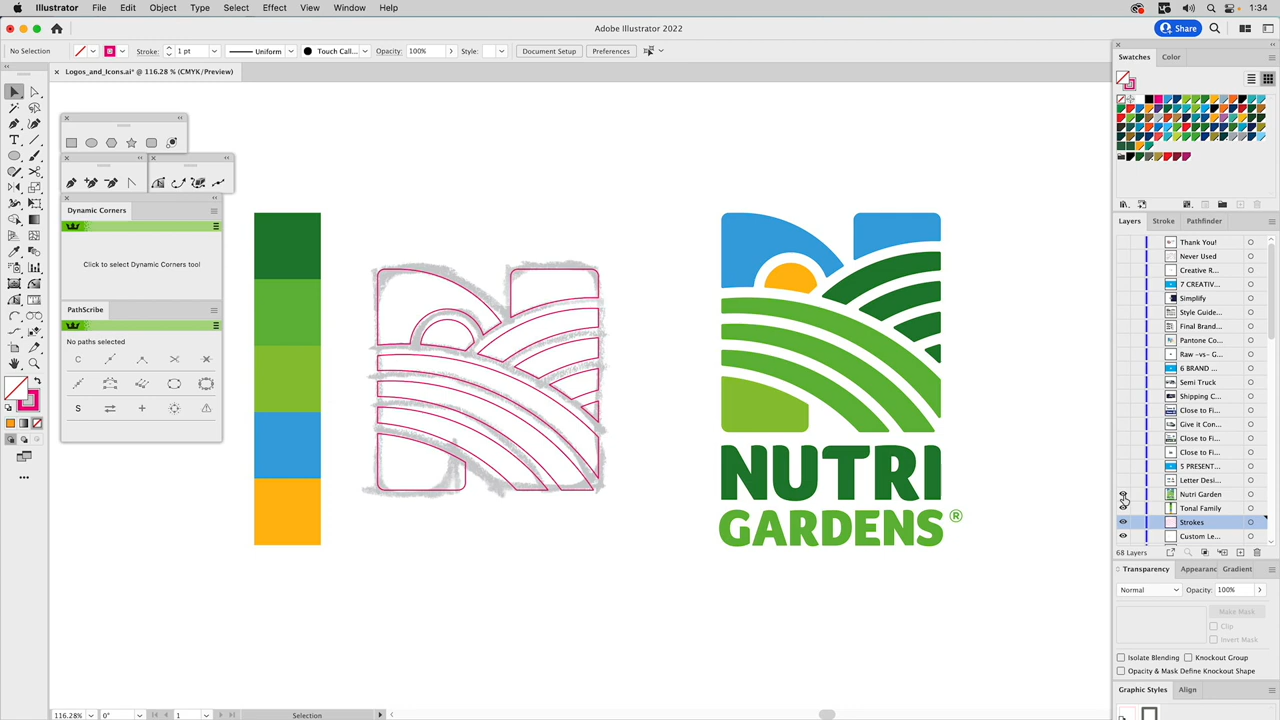 Illustrator File Edit Object Type Select Effect View Window Help 1:34
Adobe Illustrator 2022
Share
No Selection Stroke: 1 pt Uniform Touch Call... Opacity: 100% Style: Document Setup Preferences
× Logos_and_Icons.ai* @ 116.28 % (CMYK/Preview)
Swatches Color
Dynamic Corners
Click to select Dynamic Corners tool
PathScribe
No paths selected
C
S
NUTRI
GARDENS®
Layers Stroke Pathfinder
Thank You!
Never Used
Creative R...
7 CREATIV...
Simplify
Style Guide...
Final Brand...
Pantone Co...
Raw -vs- G...
6 BRAND ...
Semi Truck
Shipping C...
Close to Fi...
Give it Con...
Close to Fi...
Close to Fi...
5 PRESENT...
Letter Desi...
Nutri Garden
Tonal Family
Strokes
Custom Le...
68 Layers
Transparency Appearanc Gradient
Normal Opacity: 100%
Make Mask
Clip
Invert Mask
Isolate Blending Knockout Group
Opacity & Mask Define Knockout Shape
Graphic Styles Align
116.28% 0° 1 Selection